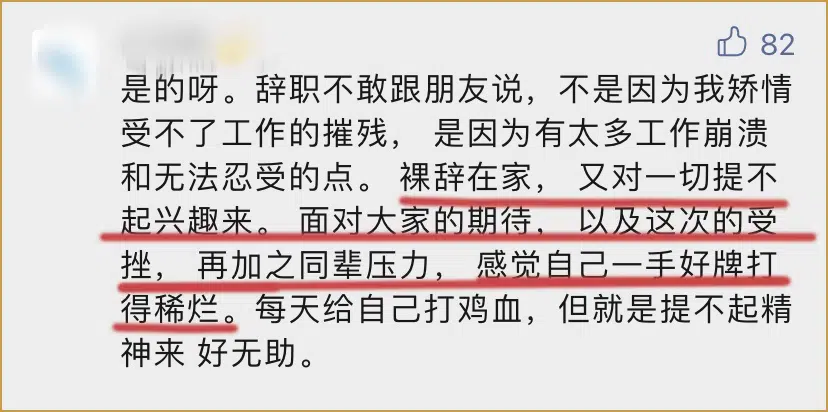 82
是的呀。辞职不敢跟朋友说，不是因为我矫情
受不了工作的摧残， 是因为有太多工作崩溃
和无法忍受的点。 裸辞在家， 又对一切提不
起兴趣来。 面对大家的期待， 以及这次的受
挫， 再加之同辈压力， 感觉自己一手好牌打
得稀烂。每天给自己打鸡血，但就是提不起精
神来 好无助。